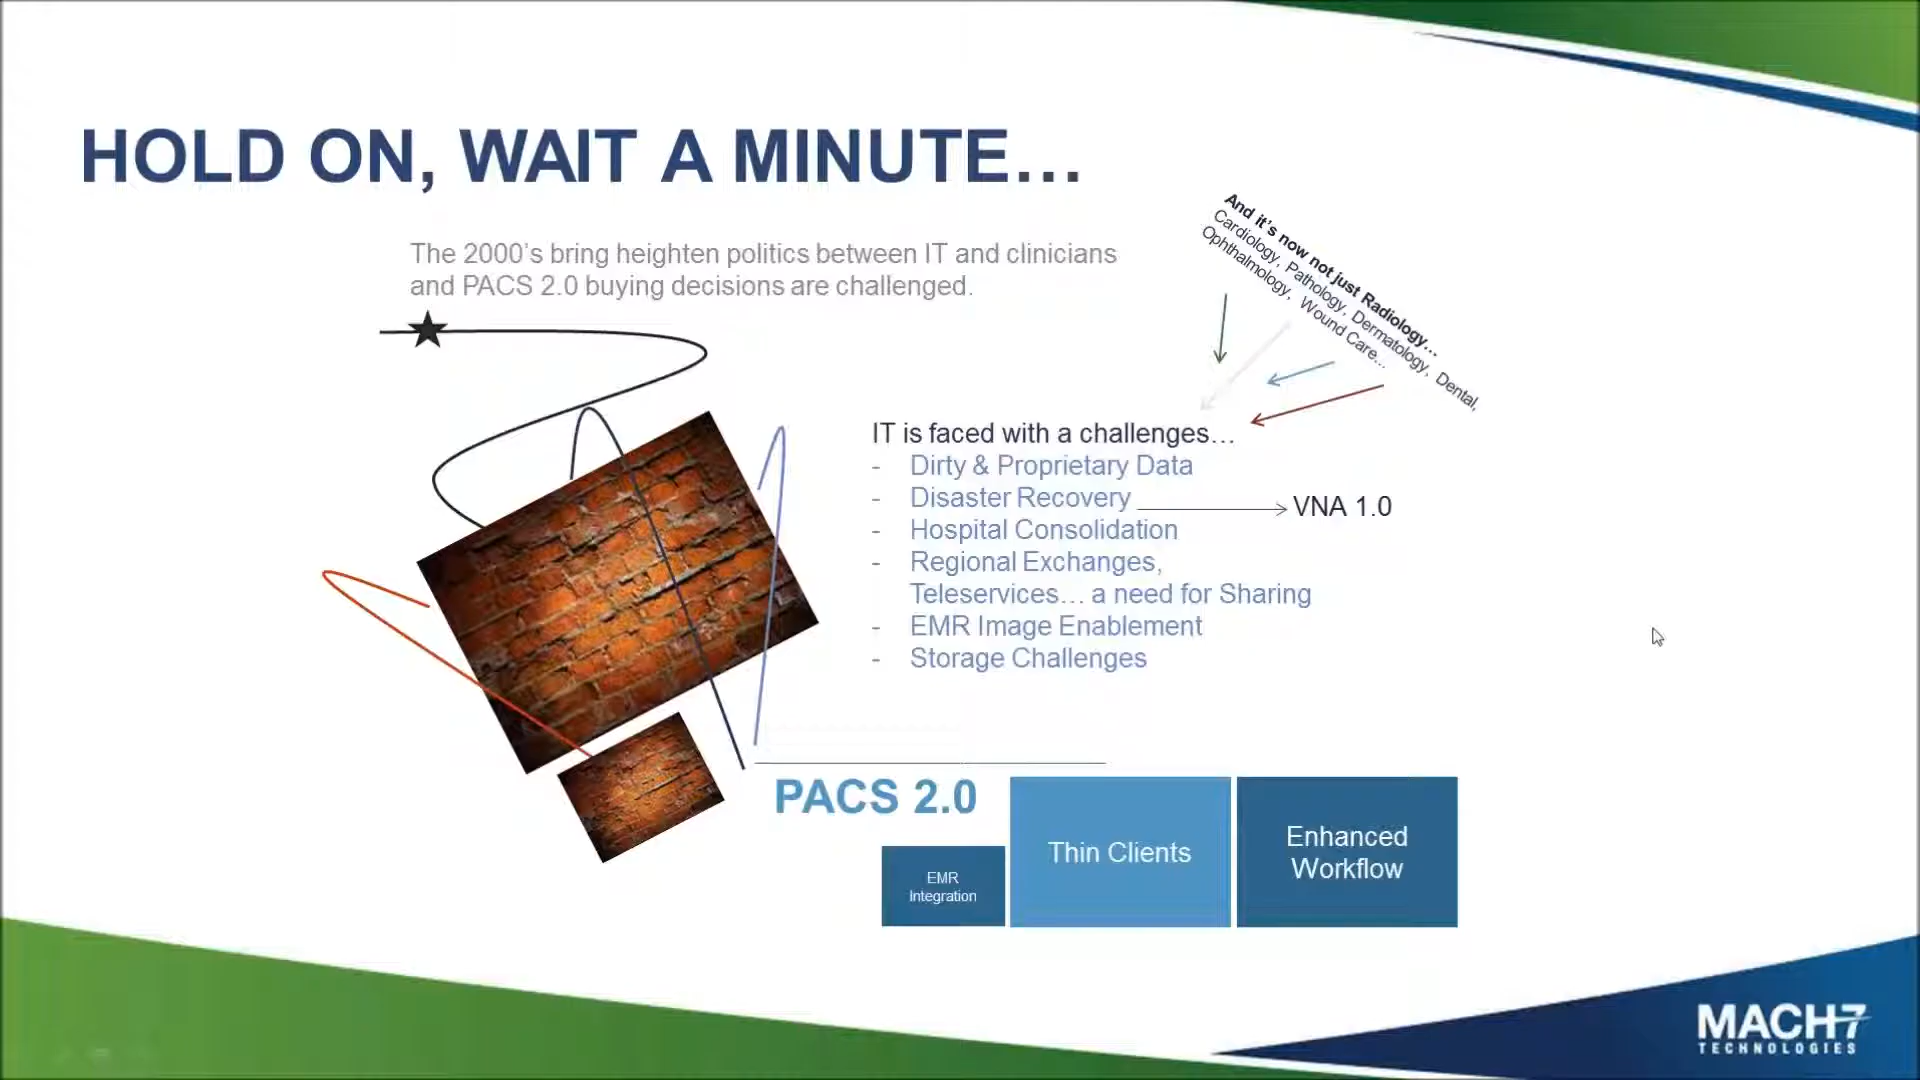 HOLD ON, WAIT A MINUTE...
The 2000's bring heighten politics between IT and clinicians
and PACS 2.0 buying decisions are challenged.
And it's now not just Radiology...
Cardiology, Pathology, Dermatology, Dental,
Ophthalmology, Wound Care...
IT is faced with a challenges...
- Dirty & Proprietary Data
- Disaster Recovery
VNA 1.0
- Hospital Consolidation
- Regional Exchanges,
Teleservices... a need for Sharing
- EMR Image Enablement
- Storage Challenges
PACS 2.0
EMR
Integration
Thin Clients
Enhanced
Workflow
MACH7
TECHNOLOGIES